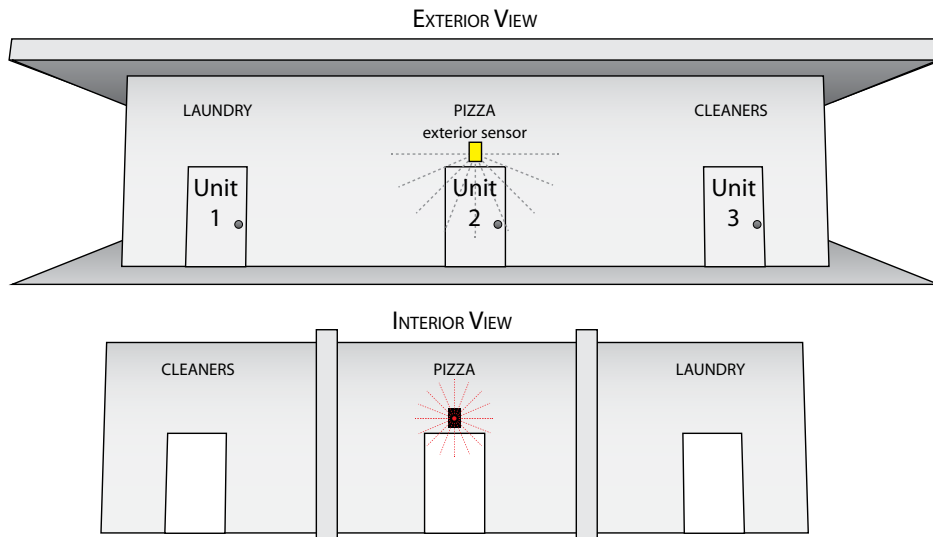 EXTERIOR VIEW
LAUNDRY
PIZZA
CLEANERS
exterior sensor
Unit
1
Unit
2
Unit
3
INTERIOR VIEW
CLEANERS
PIZZA
LAUNDRY